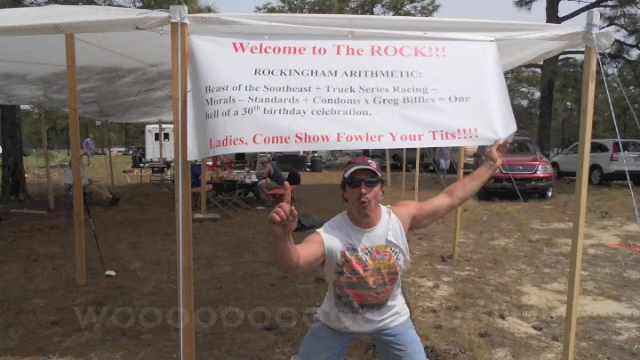 Welcome to The ROCK!!!
ROCKINGHAM ARITHMETIC:
Beast of the Southeast + Truck Series Racing –
Morals – Standards + Condoms x Greg Biffles = One
hell of a 30th birthday celebration.
Ladies, Come Show Fowler Your Tits!!!!